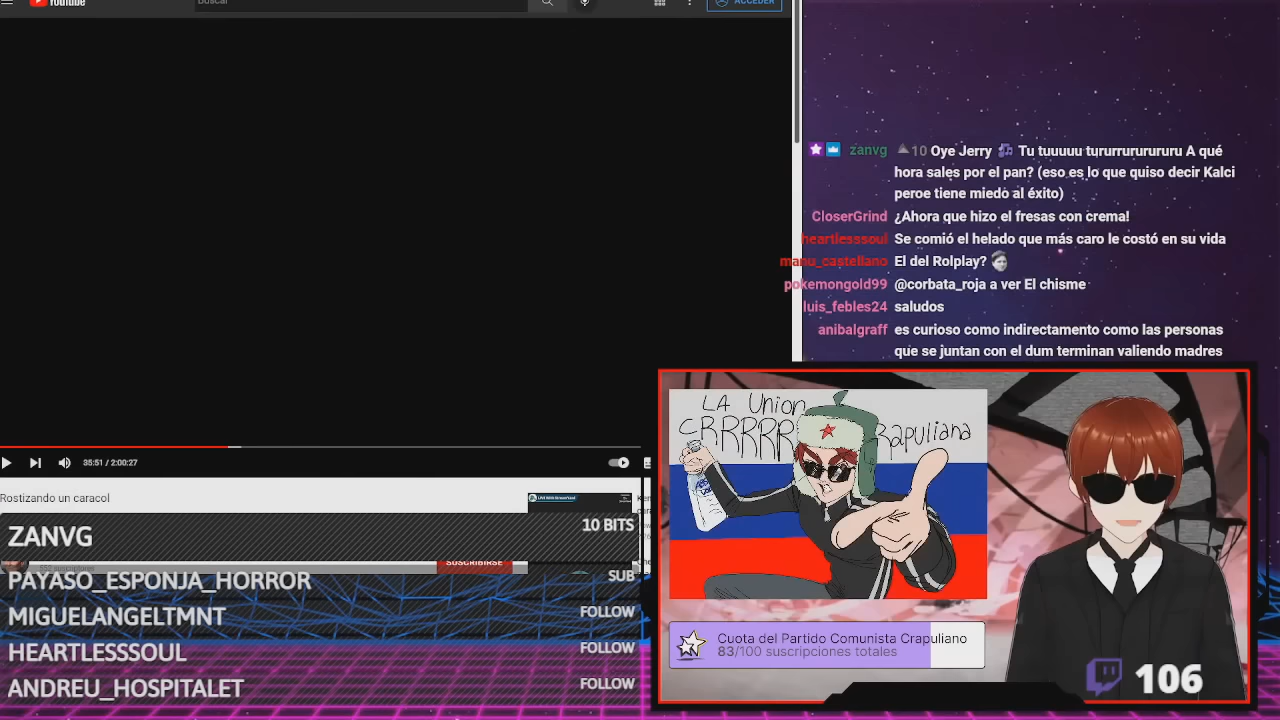 YouTube
Buscar
ACCEDER
zanvg 10 Oye Jerry Tu tuuuuu tururrurururururu A qué
hora sales por el pan? (eso es lo que quiso decir Kalci
peroe tiene miedo al éxito)
CloserGrind ¿Ahora que hizo el fresas con crema!
heartlesssoul Se comió el helado que más caro le costó en su vida
manu_castellano El del Rolplay?
pokemongold99 @corbata_roja a ver El chisme
luis_febles24 saludos
anibalgraff es curioso como indirectamento como las personas
que se juntan con el dum terminan valiendo madres
35:51 / 2:00:27
Rostizando un caracol
SUSCRIBIRSE
ZANVG 10 BITS
PAYASO_ESPONJA_HORROR SUB
MIGUELANGELTMNT FOLLOW
HEARTLESSSOUL FOLLOW
ANDREU_HOSPITALET FOLLOW
LA Union
CRRRRRapuliana
Cuota del Partido Comunista Crapuliano
83/100 suscripciones totales
106